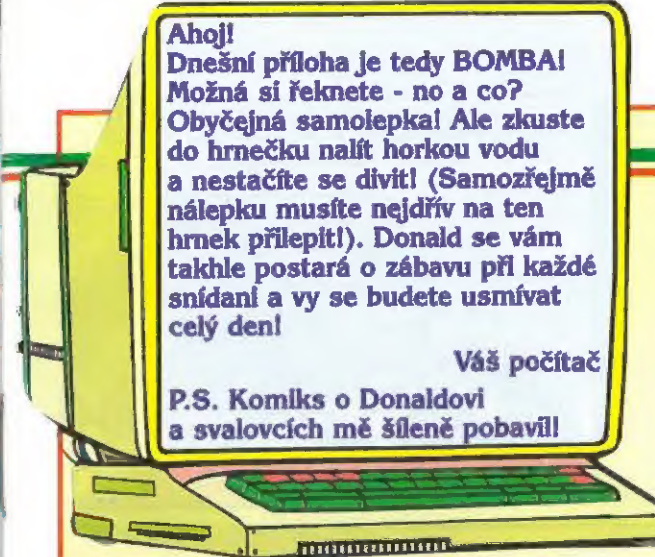 Ahoj!
Dnešní příloha je tedy BOMBA!
Možná si řeknete - no a co?
Obyčejná samolepka! Ale zkuste
do hrnečku nalít horkou vodu
a nestačíte se divit! (Samozřejmě
nálepku musíte nejdřív na ten
hrnek přilepit!). Donald se vám
takhle postará o zábavu při každé
snídani a vy se budete usmívat
celý den!
Váš počítač
P.S. Komiks o Donaldovi
a svalovcích mě šíleně pobavil!